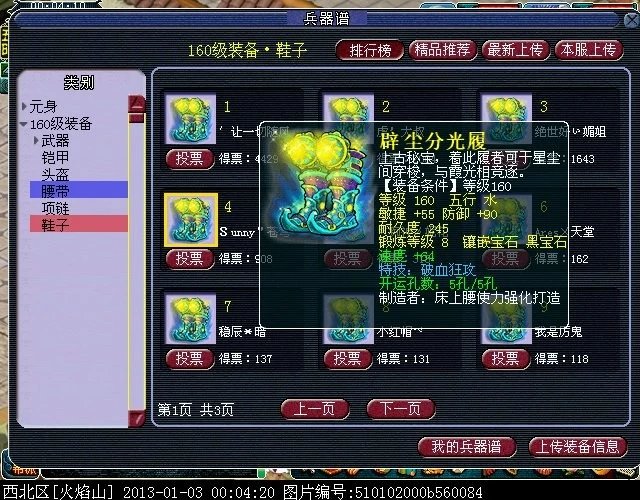 兵器谱
160级装备·鞋子
排行榜
精品推荐
最新上传
本服上传
类别
元身
160级装备
武器
铠甲
头盔
腰带
项链
鞋子
1
2
3
让一切随风
绝世好
媚姐
投票 得票：4429
1643
辟尘分光履
上古秘宝，着此履者可于星尘
间穿梭，与霞光相竞逐。
【装备条件】等级160
等级 160 五行 水
敏捷 +55 防御 +90
耐久度 245
锻炼等级 8 镶嵌宝石 黑宝石
速度 +64
特技：破血狂攻
开运孔数：5孔/5孔
制造者：床上腰使力强化打造
4
6
Sunny
天堂
投票 得票：908
投票
投票 得票：162
7
8
9
稳辰*暗
小红帽
我是厉鬼
投票 得票：137
投票 得票：131
投票 得票：118
第1页 共3页
上一页
下一页
我的兵器谱
上传装备信息
西北区[火焰山] 2013-01-03 00:04:20 图片编号:510102000b560084